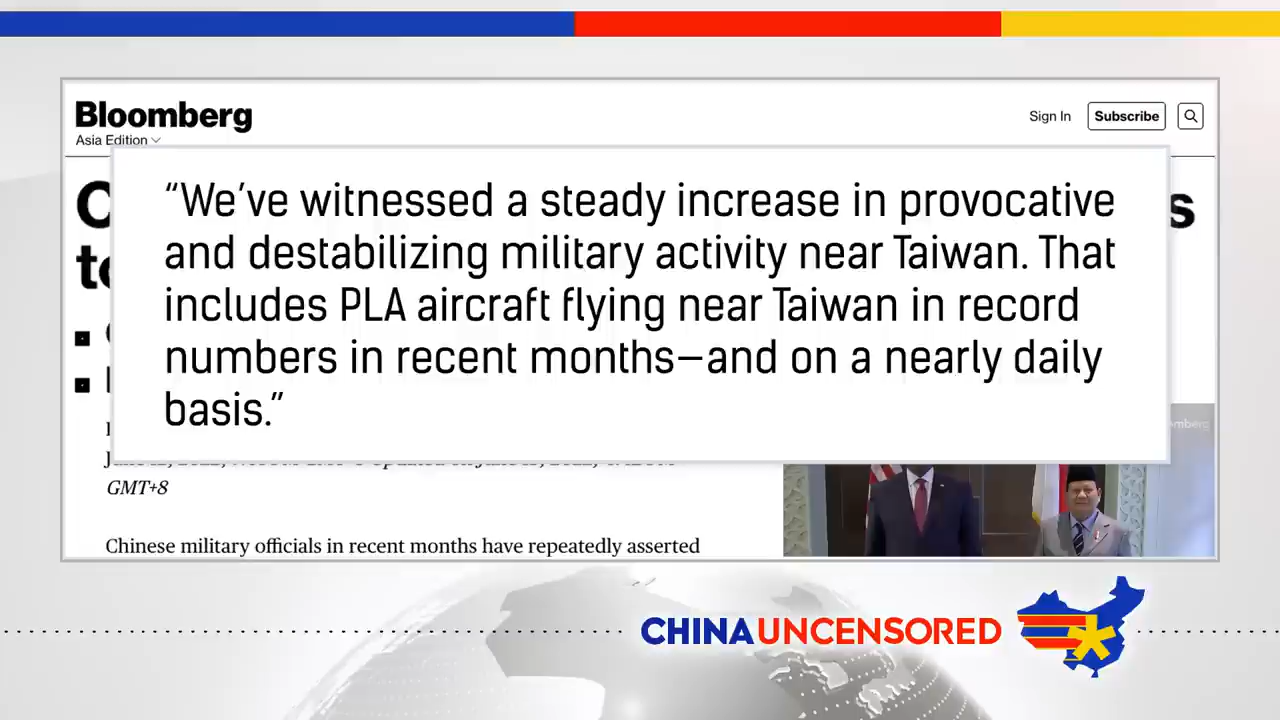 Bloomberg
Sign In
Subscribe
Asia Edition
“We’ve witnessed a steady increase in provocative
and destabilizing military activity near Taiwan. That
includes PLA aircraft flying near Taiwan in record
numbers in recent months—and on a nearly daily
basis.”
GMT+8
Chinese military officials in recent months have repeatedly asserted
CHINA UNCENSORED